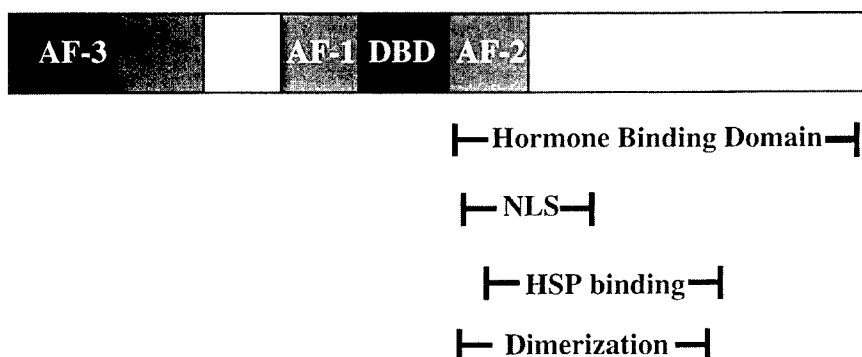 AF-3 AF-1 DBD AF-2
Hormone Binding Domain
NLS
HSP binding
Dimerization